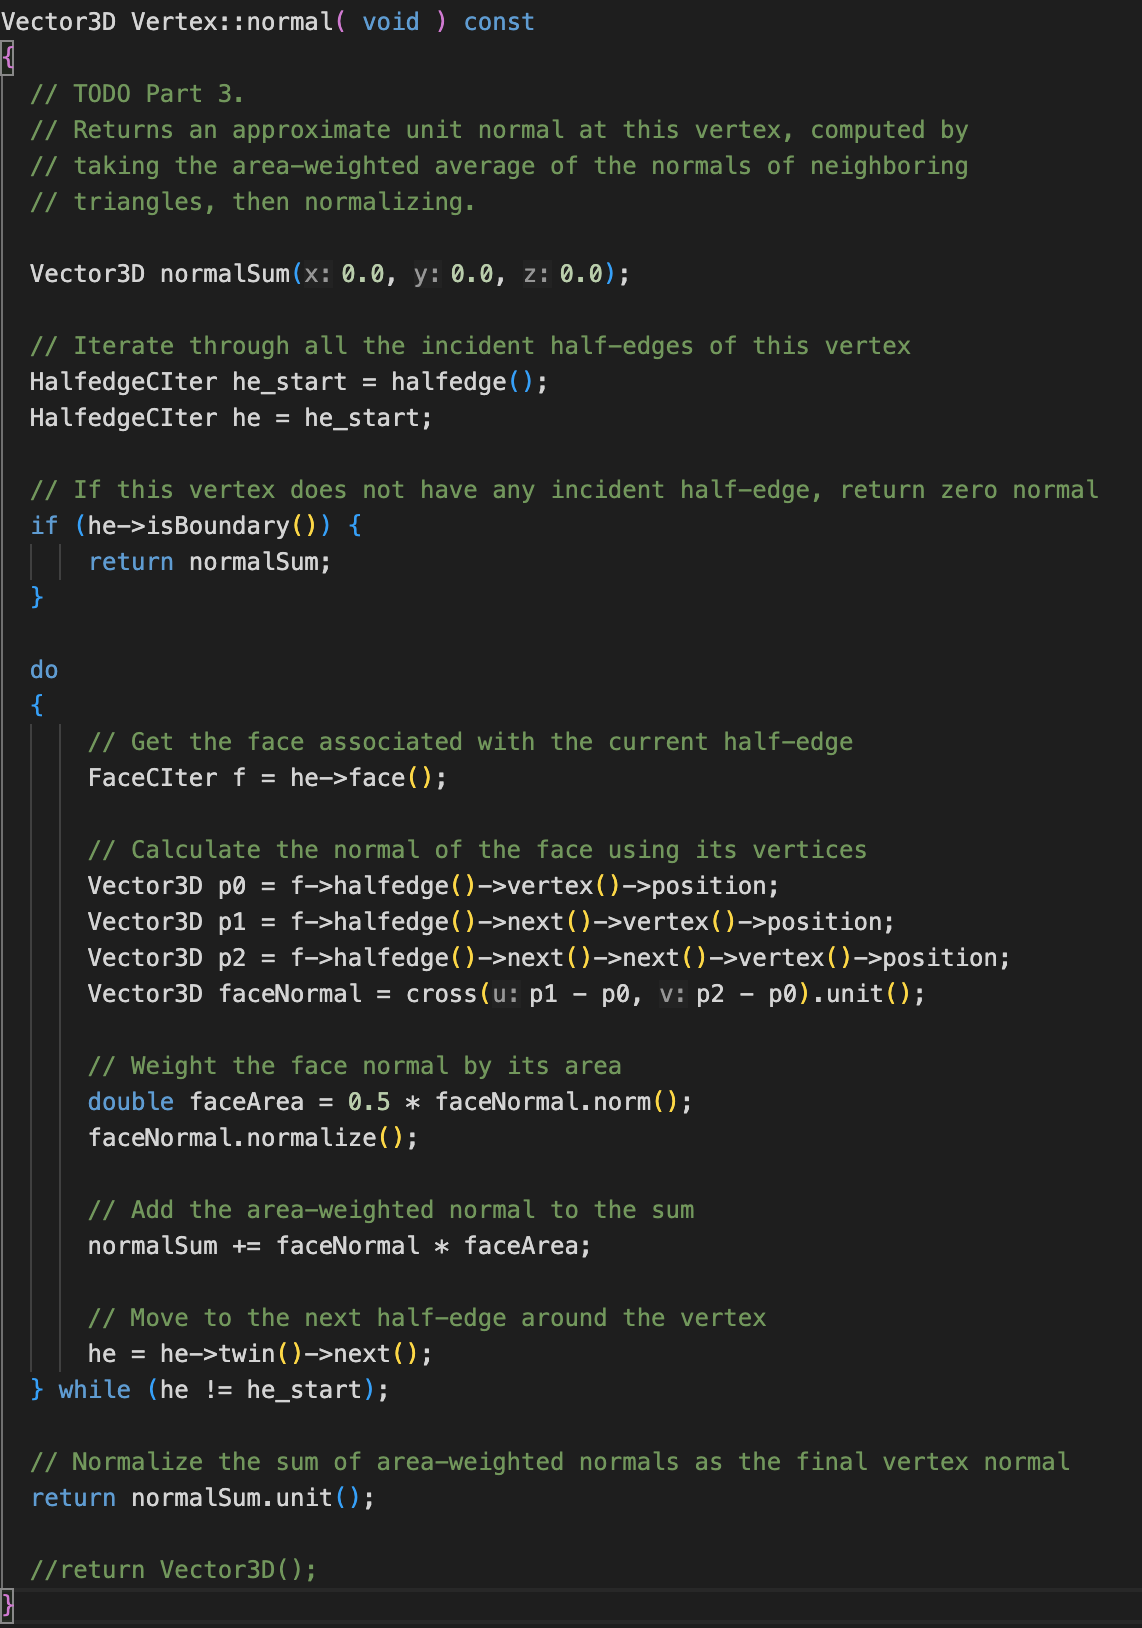 Vector3D Vertex::normal( void ) const
{
  // TODO Part 3.
  // Returns an approximate unit normal at this vertex, computed by
  // taking the area-weighted average of the normals of neighboring
  // triangles, then normalizing.

  Vector3D normalSum(x: 0.0, y: 0.0, z: 0.0);

  // Iterate through all the incident half-edges of this vertex
  HalfedgeCIter he_start = halfedge();
  HalfedgeCIter he = he_start;

  // If this vertex does not have any incident half-edge, return zero normal
  if (he->isBoundary()) {
      return normalSum;
  }

  do
  {
      // Get the face associated with the current half-edge
      FaceCIter f = he->face();

      // Calculate the normal of the face using its vertices
      Vector3D p0 = f->halfedge()->vertex()->position;
      Vector3D p1 = f->halfedge()->next()->vertex()->position;
      Vector3D p2 = f->halfedge()->next()->next()->vertex()->position;
      Vector3D faceNormal = cross(u: p1 - p0, v: p2 - p0).unit();

      // Weight the face normal by its area
      double faceArea = 0.5 * faceNormal.norm();
      faceNormal.normalize();

      // Add the area-weighted normal to the sum
      normalSum += faceNormal * faceArea;

      // Move to the next half-edge around the vertex
      he = he->twin()->next();
  } while (he != he_start);

  // Normalize the sum of area-weighted normals as the final vertex normal
  return normalSum.unit();

  //return Vector3D();
}